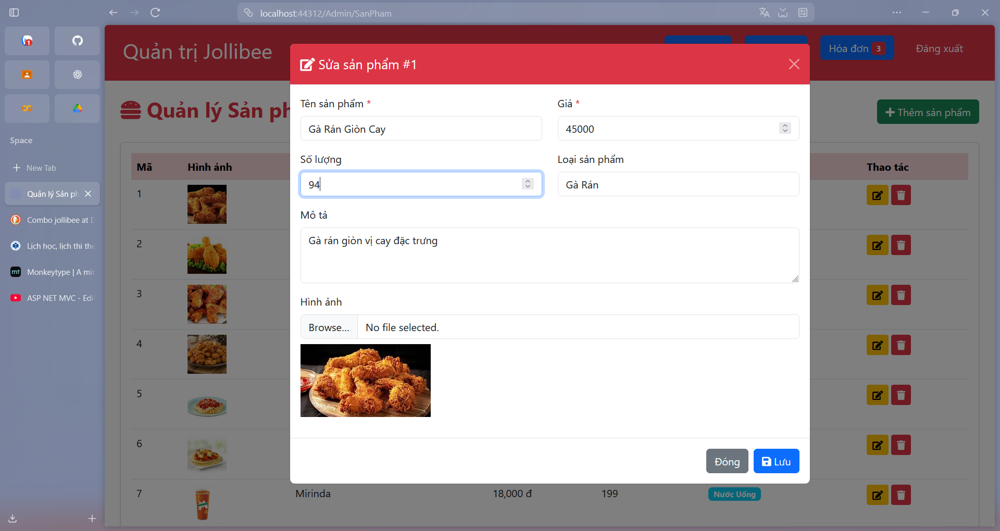 localhost:44312/Admin/SanPham
1
Space
New Tab
Quản lý Sản ph
Combo jollibee at D
Lịch học, lịch thi the
mt Monkeytype | A mi
ASP NET MVC - Edi
Quản trị Jollibee
Hóa đơn 3
Đăng xuất
Quản lý Sản ph
Thêm sản phẩm
Mã
Hình ảnh
Thao tác
1
2
3
4
5
6
7
Mirinda
18,000 đ
199
Nước Uống
Sửa sản phẩm #1
Tên sản phẩm *
Gà Rán Giòn Cay
Giá *
45000
Số lượng
94
Loại sản phẩm
Gà Rán
Mô tả
Gà rán giòn vị cay đặc trưng
Hình ảnh
Browse... No file selected.
Đóng
Lưu